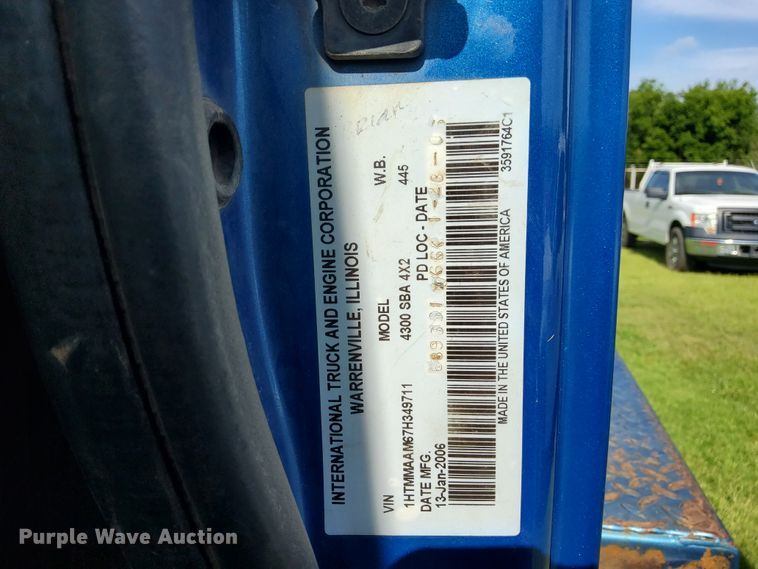 INTERNATIONAL TRUCK AND ENGINE CORPORATION
WARRENVILLE, ILLINOIS
VIN MODEL W.B.
1HTMMAAM67H349711 4300 SBA 4X2 445
DATE MFG. PD LOC - DATE
13-Jan-2006
3591764C1
MADE IN THE UNITED STATES OF AMERICA
Purple Wave Auction